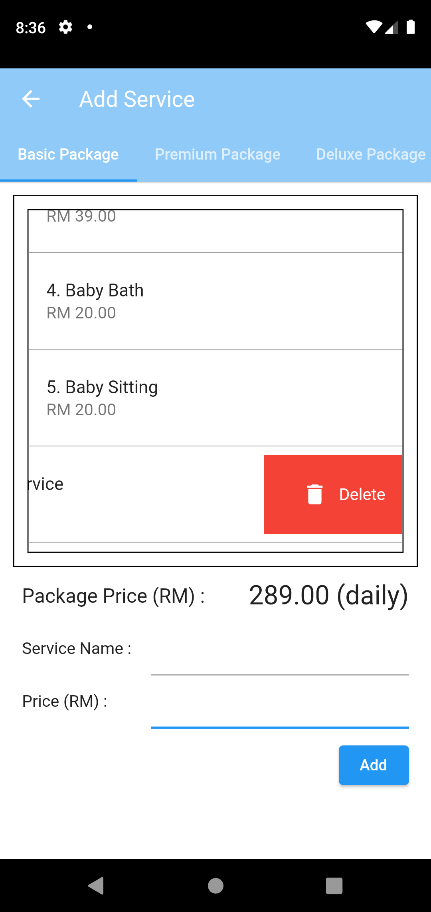 8:36
Add Service
Basic Package Premium Package Deluxe Package
RM 39.00
4. Baby Bath
RM 20.00
5. Baby Sitting
RM 20.00
rvice
Delete
Package Price (RM) : 289.00 (daily)
Service Name :
Price (RM) :
Add